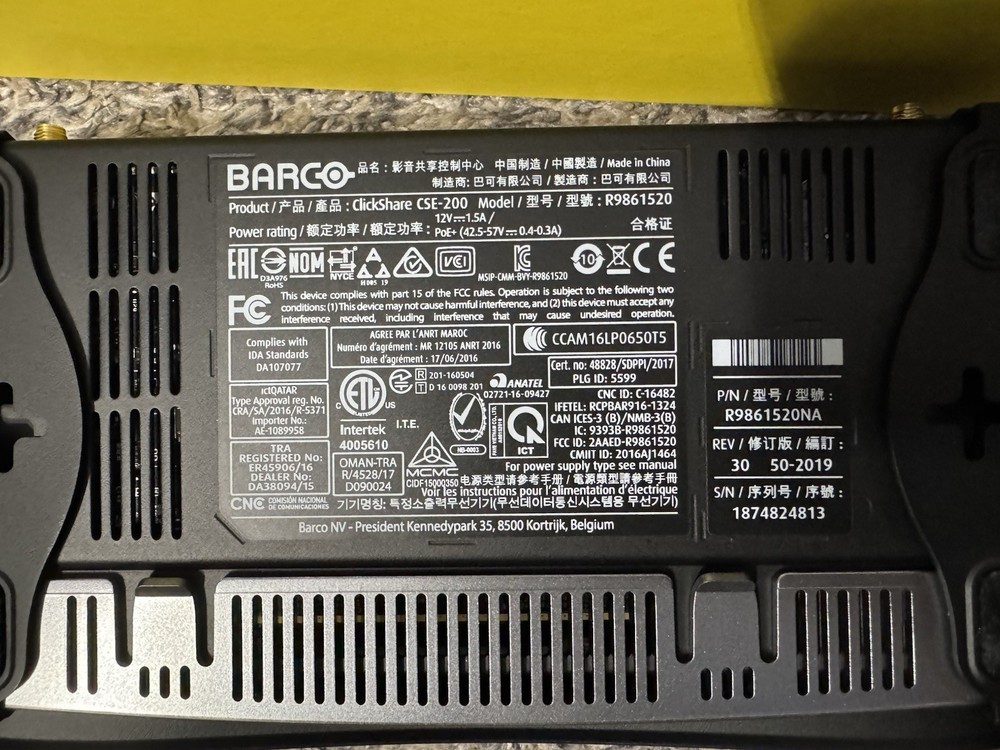 BARCO
品名：影音共享控制中心 中国制造 / 中國製造 / Made in China
制造商: 巴可有限公司 / 製造商：巴可有限公司
Product / 产品 / 產品 : ClickShare CSE-200 Model / 型号 / 型號 : R9861520
12V⎓1.5A /
Power rating / 额定功率 / 額定功率 : PoE+ (42.5-57V⎓0.4-0.3A)
合格证
EAC
D3A976
RoHS
NOM
NYCE
H005 19
VCI
MSIP-CMM-BVY-R9861520
10
CE
FC
This device complies with part 15 of the FCC rules. Operation is subject to the following two
conditions: (1) This device may not cause harmful interference, and (2) this device must accept any
interference received, including interference that may cause undesired operation.
Complies with
IDA Standards
DA107077
AGREE PAR L'ANRT MAROC
Numéro d'agrément : MR 12105 ANRT 2016
Date d'agrément : 17/06/2016
CCAM16LP0650T5
Cert. no: 48828/SDPPI/2017
PLG ID: 5599
ictQATAR
Type Approval reg. No.
CRA/SA/2016/R-5371
Importer No.:
AE-1089958
TRA
REGISTERED No:
ER45906/16
DEALER No:
DA38094/15
CNC COMISIÓN NACIONAL
DE COMUNICACIONES
ETL
C US
Intertek
4005610
I.T.E.
R 201-160504
T D 16 0098 201
ANATEL
02721-16-09427
NB-0003
ICT
OMAN-TRA
R/4528/17
D090024
MCMC
CIDF15000350
CNC ID: C-16482
IFETEL: RCPBAR916-1324
CAN ICES-3 (B)/NMB-3(B)
IC: 9393B-R9861520
FCC ID: 2AAED-R9861520
CMIIT ID: 2016AJ1464
For power supply type see manual
电源类型请参考手册 / 電源類型請參考手冊
Voir les instructions pour l'alimentation d'électrique
기기명칭: 특정소출력무선기기(무선데이터통신시스템용 무선기기)
Barco NV - President Kennedypark 35, 8500 Kortrijk, Belgium
P/N / 型号 / 型號 :
R9861520NA
REV / 修订版 / 編訂 :
30 50-2019
S/N / 序列号 / 序號 :
1874824813